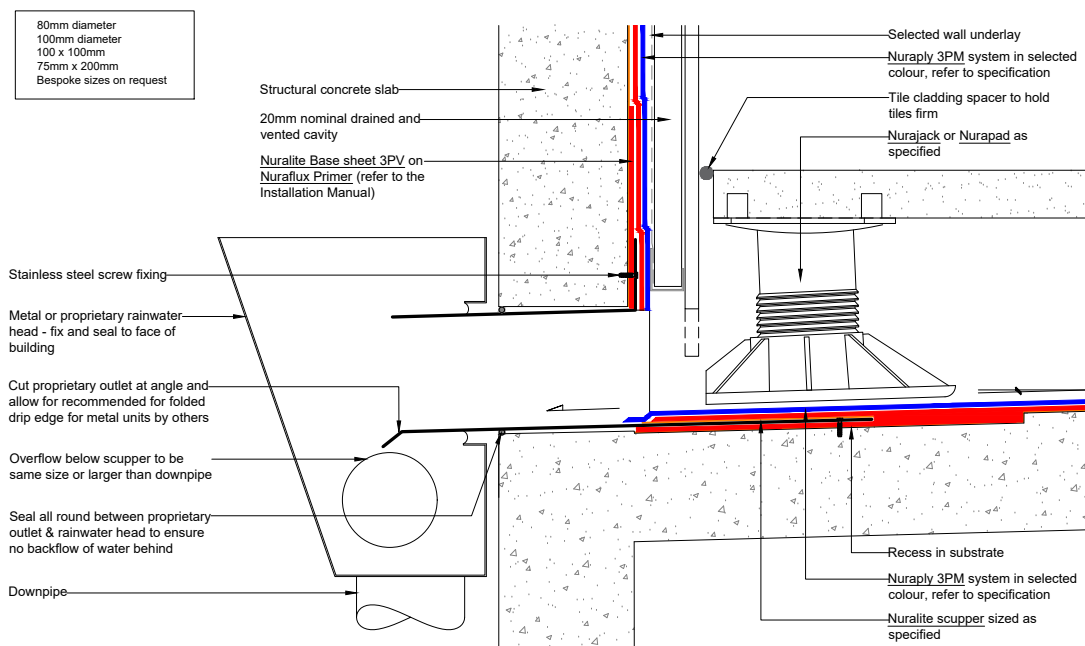 80mm diameter
100mm diameter
100 x 100mm
75mm x 200mm
Bespoke sizes on request
Structural concrete slab
20mm nominal drained and
vented cavity
Nuralite Base sheet 3PV on
Nuraflux Primer (refer to the
Installation Manual)
Stainless steel screw fixing
Metal or proprietary rainwater
head - fix and seal to face of
building
Cut proprietary outlet at angle and
allow for recommended for folded
drip edge for metal units by others
Overflow below scupper to be
same size or larger than downpipe
Seal all round between proprietary
outlet & rainwater head to ensure
no backflow of water behind
Downpipe
Selected wall underlay
Nuraply 3PM system in selected
colour, refer to specification
Tile cladding spacer to hold
tiles firm
Nurajack or Nurapad as
specified
Recess in substrate
Nuraply 3PM system in selected
colour, refer to specification
Nuralite scupper sized as
specified